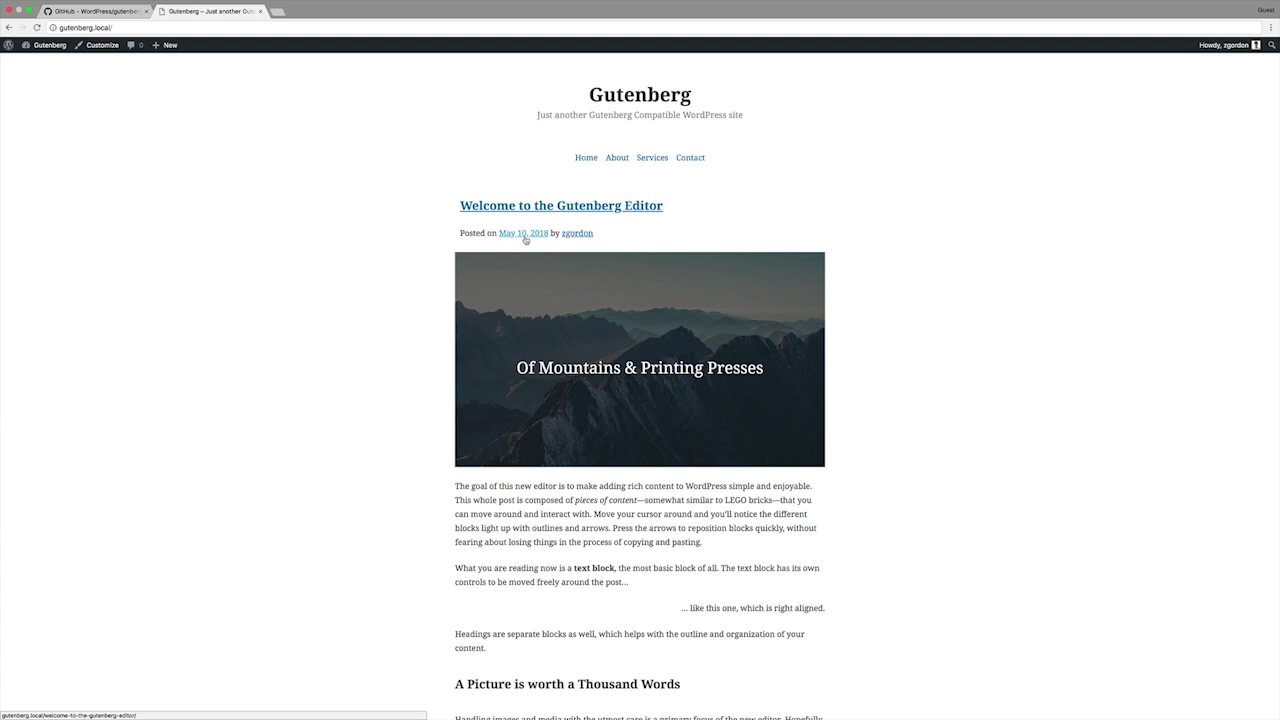 GitHub - WordPress/gutenberg
Gutenberg – Just another Gut
Guest
gutenberg.local/
Gutenberg
Customize
0
New
Howdy, zgordon
Gutenberg
Just another Gutenberg Compatible WordPress site
Home About Services Contact
Welcome to the Gutenberg Editor
Posted on May 10, 2018 by zgordon
Of Mountains & Printing Presses
The goal of this new editor is to make adding rich content to WordPress simple and enjoyable.
This whole post is composed of pieces of content—somewhat similar to LEGO bricks—that you
can move around and interact with. Move your cursor around and you'll notice the different
blocks light up with outlines and arrows. Press the arrows to reposition blocks quickly, without
fearing about losing things in the process of copying and pasting.
What you are reading now is a text block, the most basic block of all. The text block has its own
controls to be moved freely around the post...
... like this one, which is right aligned.
Headings are separate blocks as well, which helps with the outline and organization of your
content.
A Picture is worth a Thousand Words
Handling images and media with the utmost care is a primary focus of the new editor. Hopefully,
gutenberg.local/welcome-to-the-gutenberg-editor/